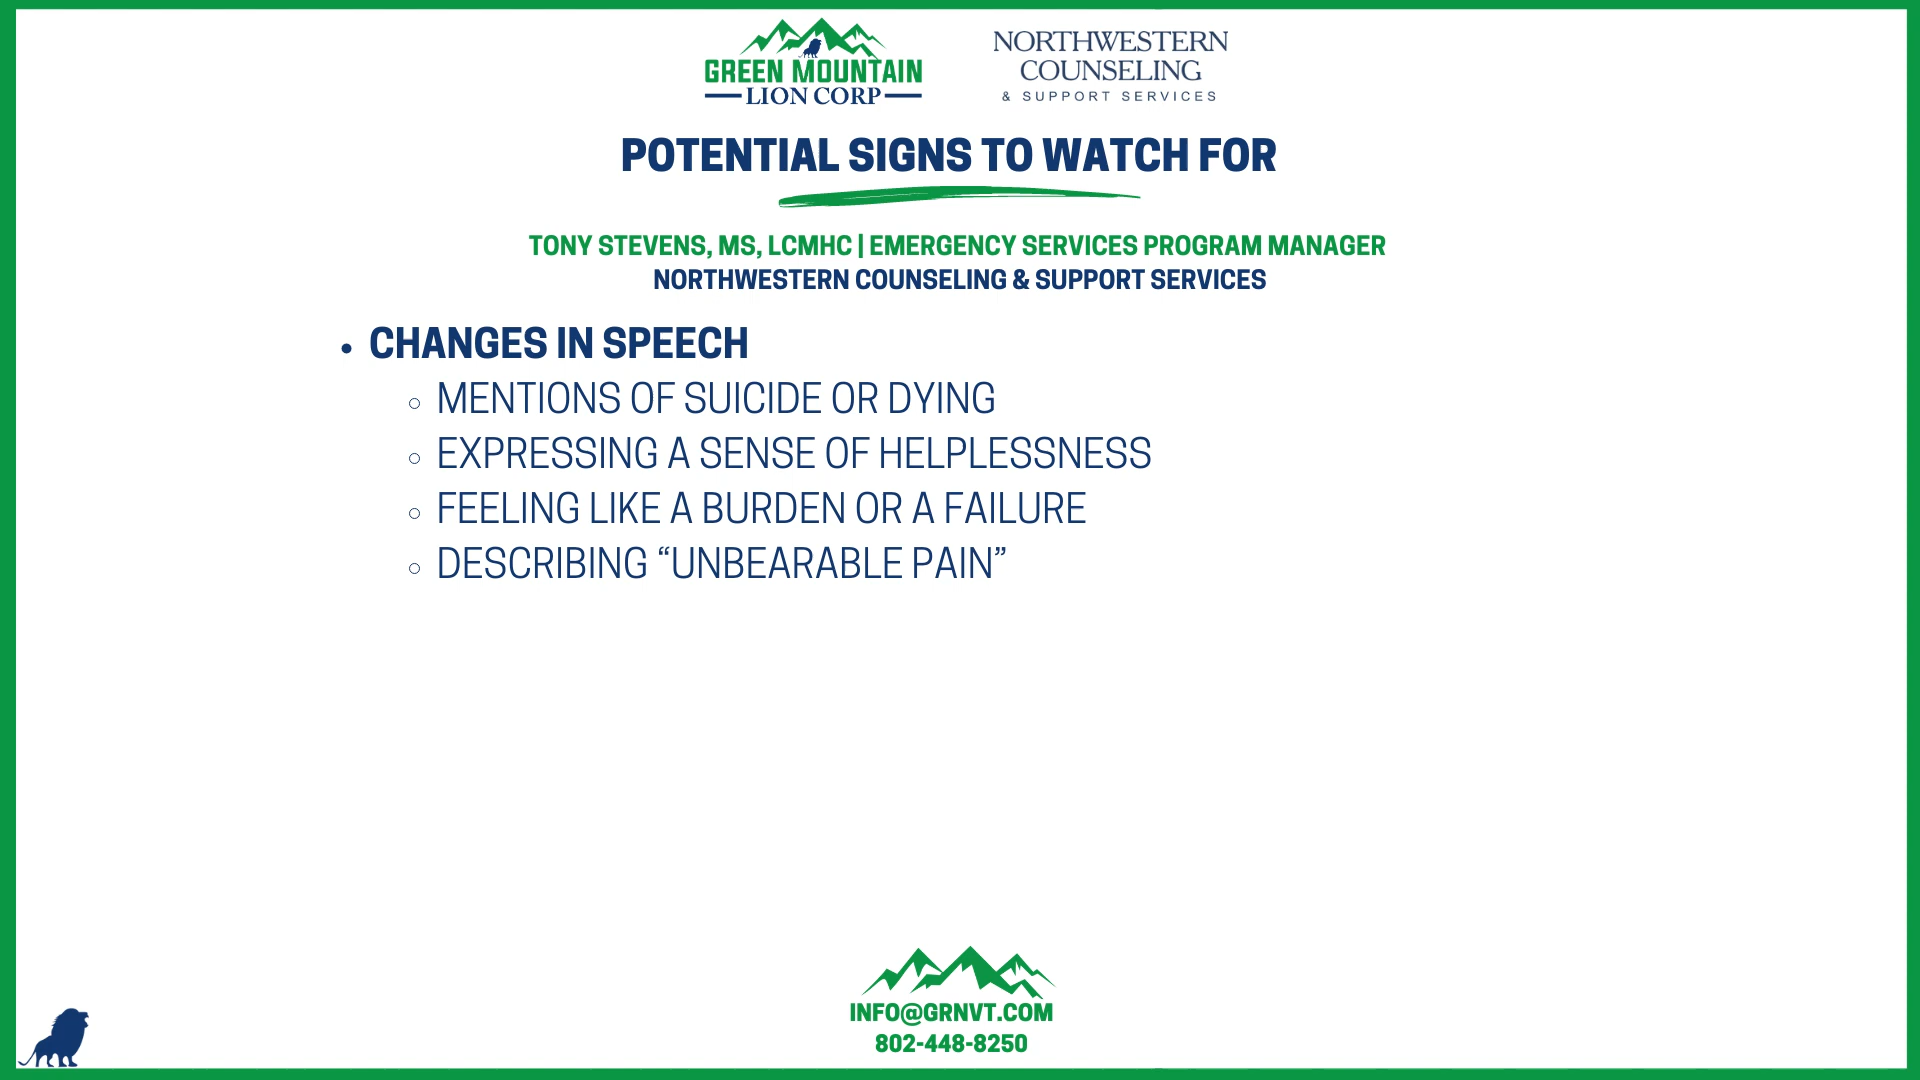 GREEN MOUNTAIN
LION CORP
NORTHWESTERN
COUNSELING
& SUPPORT SERVICES
POTENTIAL SIGNS TO WATCH FOR
TONY STEVENS, MS, LCMHC | EMERGENCY SERVICES PROGRAM MANAGER
NORTHWESTERN COUNSELING & SUPPORT SERVICES
• CHANGES IN SPEECH
○ MENTIONS OF SUICIDE OR DYING
○ EXPRESSING A SENSE OF HELPLESSNESS
○ FEELING LIKE A BURDEN OR A FAILURE
○ DESCRIBING “UNBEARABLE PAIN”
INFO@GRNVT.COM
802-448-8250